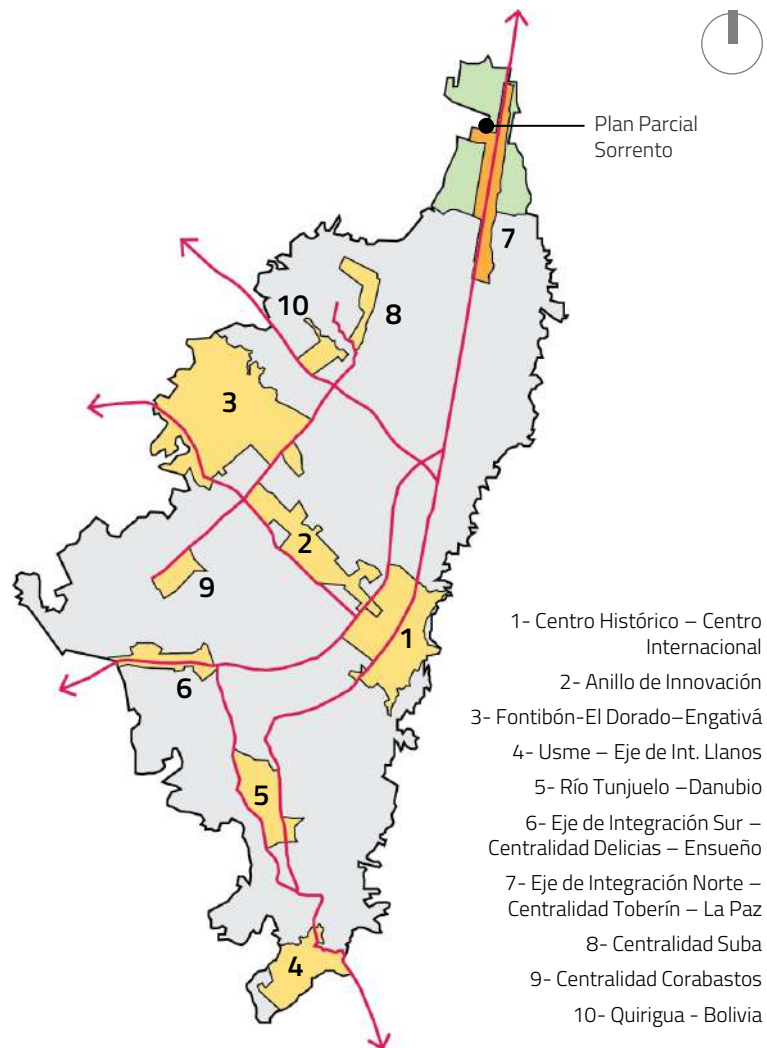 Plan Parcial
Sorrento
7
10
8
3
2
9
1
6
5
4
1- Centro Histórico – Centro
Internacional
2- Anillo de Innovación
3- Fontibón-El Dorado–Engativá
4- Usme – Eje de Int. Llanos
5- Río Tunjuelo –Danubio
6- Eje de Integración Sur –
Centralidad Delicias – Ensueño
7- Eje de Integración Norte –
Centralidad Toberín – La Paz
8- Centralidad Suba
9- Centralidad Corabastos
10- Quirigua - Bolivia